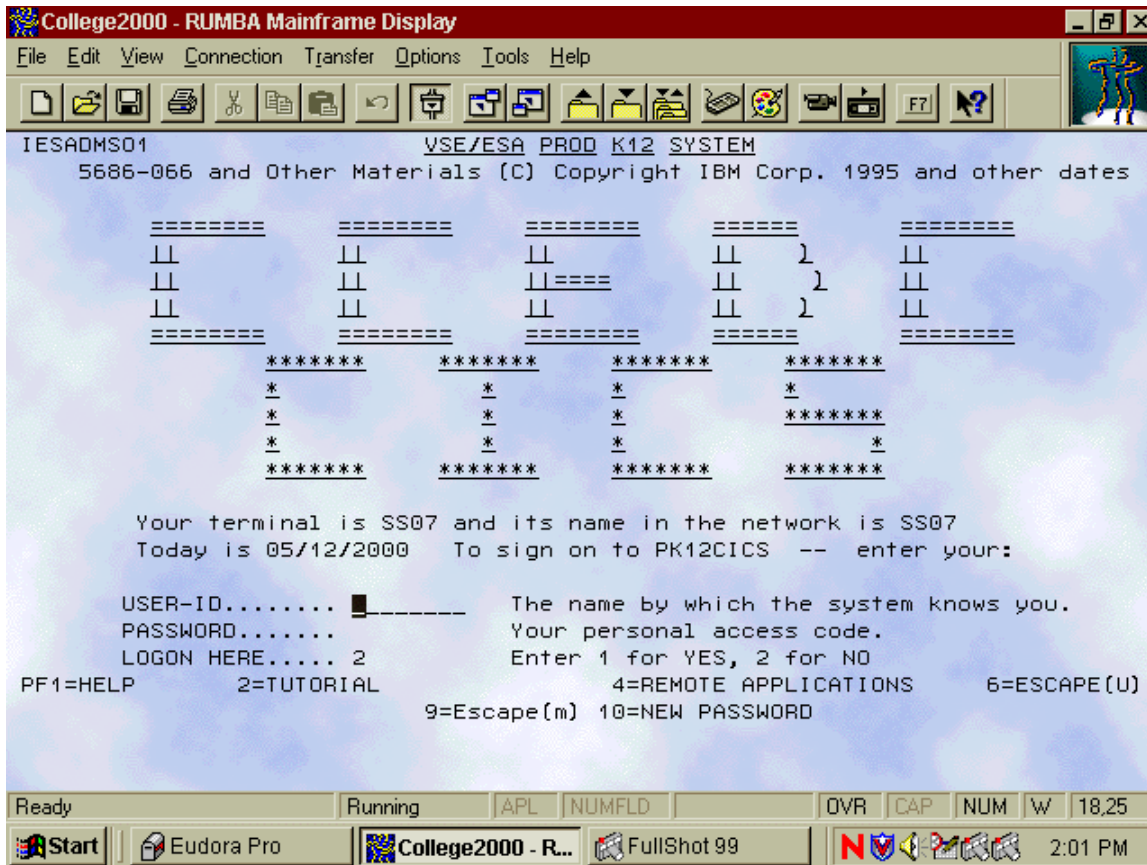 College2000 - RUMBA Mainframe Display
File Edit View Connection Transfer Options Tools Help
F7
IESADMSO1 VSE/ESA PROD K12 SYSTEM
5686-066 and Other Materials (C) Copyright IBM Corp. 1995 and other dates
======== ======== ======== ====== ========
⊥⊥ ⊥⊥ ⊥⊥ ⊥⊥ ) ⊥⊥
⊥⊥ ⊥⊥ ⊥⊥==== ⊥⊥ ) ⊥⊥
⊥⊥ ⊥⊥ ⊥⊥ ⊥⊥ ) ⊥⊥
======== ======== ======== ====== ========
******* ******* ******* *******
* * * *
* * * *******
* * * *
******* ******* ******* *******
Your terminal is SS07 and its name in the network is SS07
Today is 05/12/2000 To sign on to PK12CICS -- enter your:
USER-ID........ _______ The name by which the system knows you.
PASSWORD....... Your personal access code.
LOGON HERE..... 2 Enter 1 for YES, 2 for NO
PF1=HELP 2=TUTORIAL 4=REMOTE APPLICATIONS 6=ESCAPE(U)
9=Escape(m) 10=NEW PASSWORD
Ready Running APL NUMFLD OVR CAP NUM W 18,25
Start Eudora Pro College2000 - R... FullShot 99 N 2:01 PM